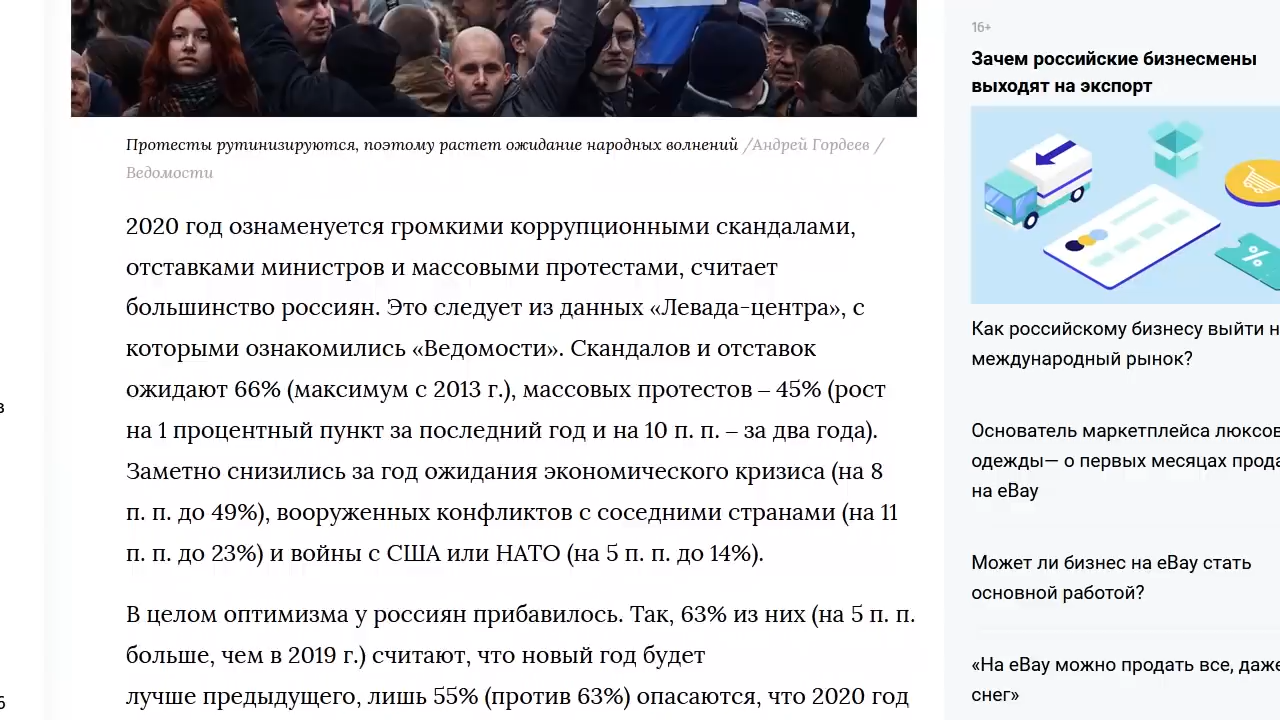 Протесты рутинизируются, поэтому растет ожидание народных волнений /Андрей Гордеев /
Ведомости
2020 год ознаменуется громкими коррупционными скандалами,
отставками министров и массовыми протестами, считает
большинство россиян. Это следует из данных «Левада-центра», с
которыми ознакомились «Ведомости». Скандалов и отставок
ожидают 66% (максимум с 2013 г.), массовых протестов – 45% (рост
на 1 процентный пункт за последний год и на 10 п. п. – за два года).
Заметно снизились за год ожидания экономического кризиса (на 8
п. п. до 49%), вооруженных конфликтов с соседними странами (на 11
п. п. до 23%) и войны с США или НАТО (на 5 п. п. до 14%).
В целом оптимизма у россиян прибавилось. Так, 63% из них (на 5 п. п.
больше, чем в 2019 г.) считают, что новый год будет
лучше предыдущего, лишь 55% (против 63%) опасаются, что 2020 год
16+
Зачем российские бизнесмены
выходят на экспорт
%
Как российскому бизнесу выйти
международный рынок?
Основатель маркетплейса
одежды— о первых месяцах
на eBay
Может ли бизнес на eBay стать
основной работой?
«На eBay можно продать все, даже
снег»